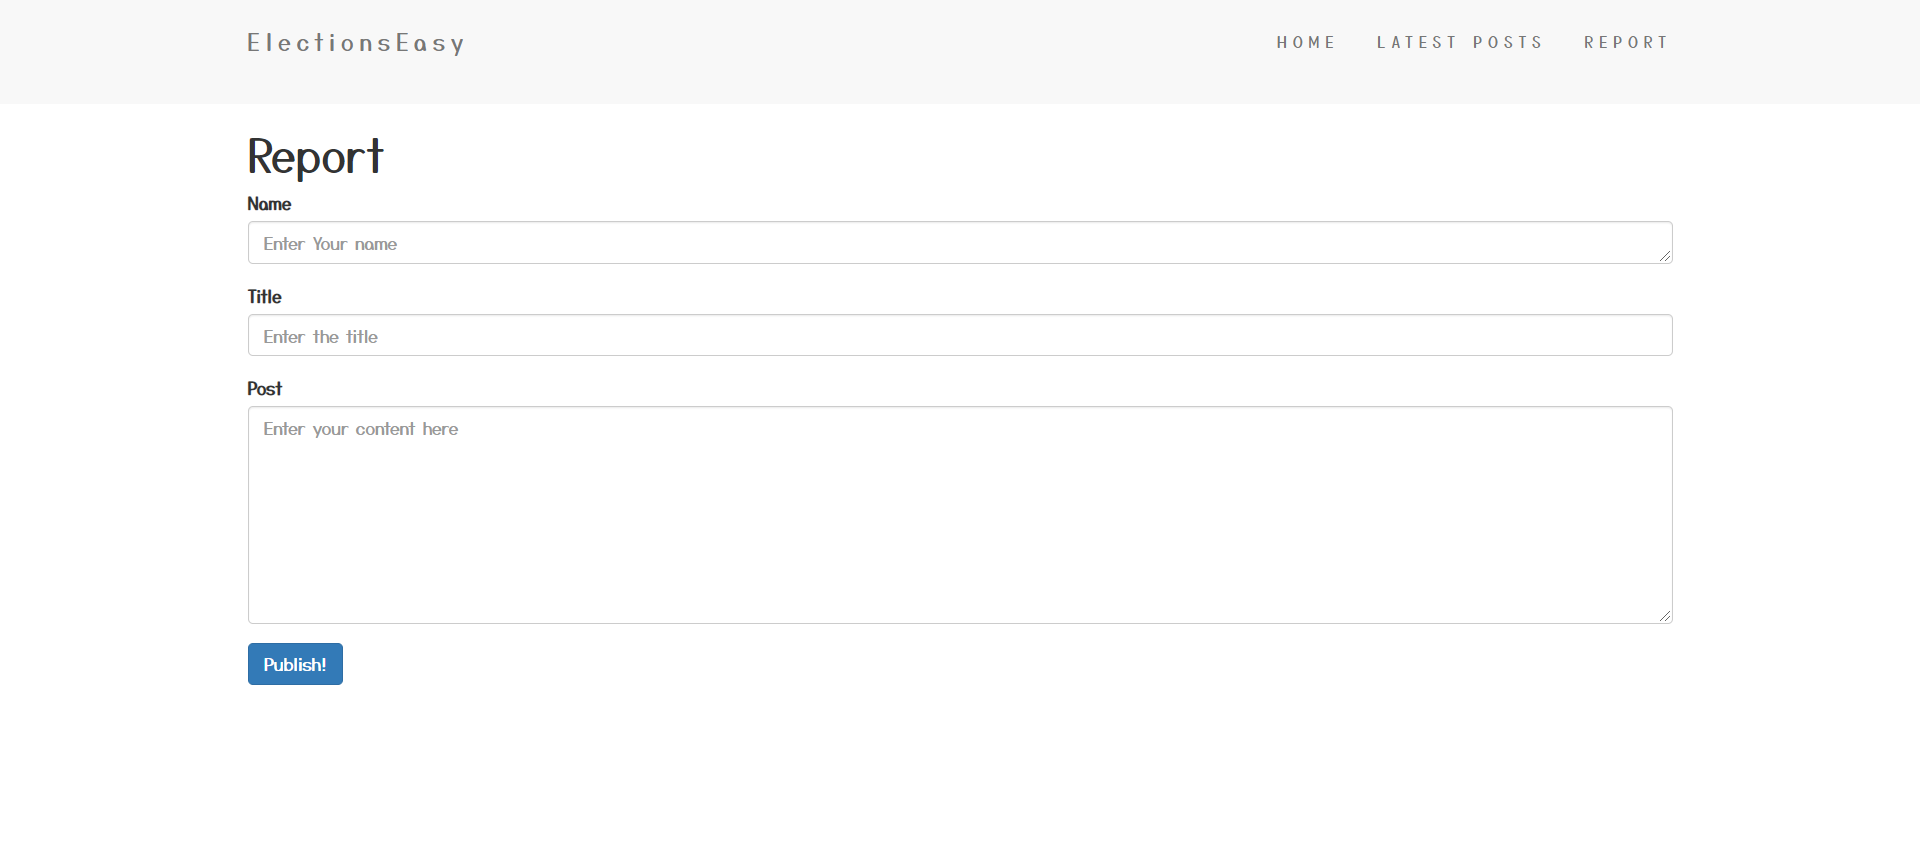 ElectionsEasy
HOME LATEST POSTS REPORT
Report
Name
Enter Your name
Title
Enter the title
Post
Enter your content here
Publish!